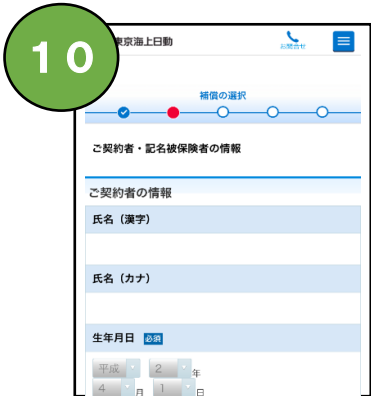 10
東京海上日動
お問合せ
補償の選択
ご契約者・記名被保険者の情報
ご契約者の情報
氏名（漢字）
氏名（カナ）
生年月日 必須
平成 2 年
4 月 1 日